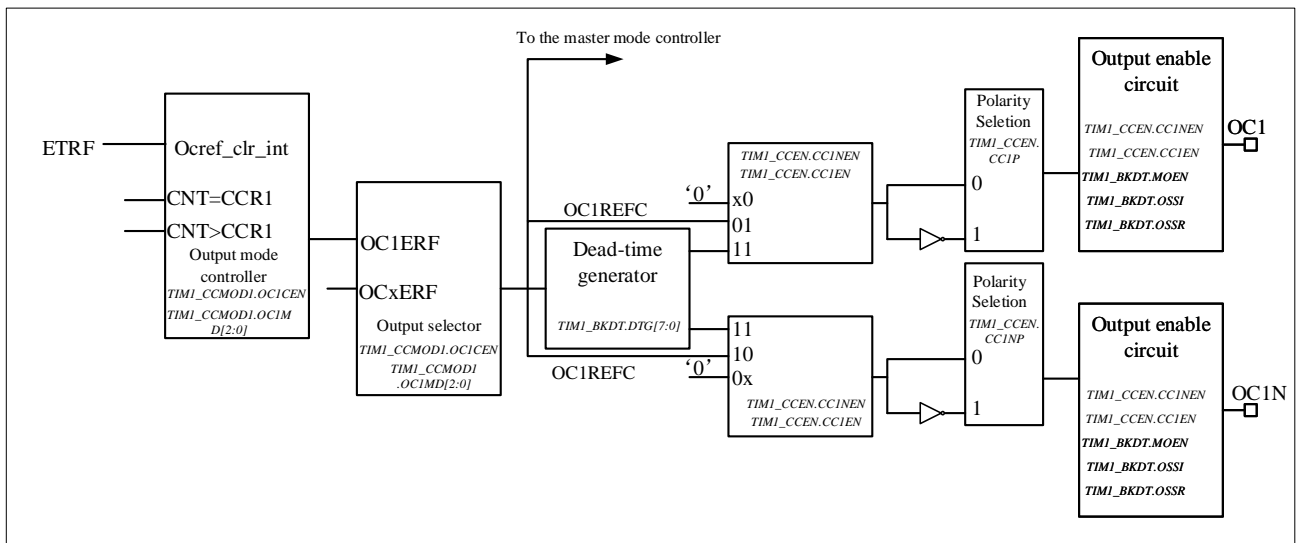 To the master mode controller
ETRF
Ocref_clr_int
CNT=CCR1
CNT>CCR1
Output mode
controller
TIM1_CCMOD1.OC1CEN
TIM1_CCMOD1.OC1M
D[2:0]
OC1ERF
OCxERF
Output selector
TIM1_CCMOD1.OC1CEN
TIM1_CCMOD1
.OC1MD[2:0]
OC1REFC
Dead-time
generator
TIM1_BKDT.DTG[7:0]
OC1REFC
TIM1_CCEN.CC1NEN
TIM1_CCEN.CC1EN
‘0’
x0
01
11
11
10
‘0’
0x
TIM1_CCEN.CC1NEN
TIM1_CCEN.CC1EN
Polarity
Seletion
TIM1_CCEN.
CC1P
0
1
Polarity
Seletion
TIM1_CCEN.
CC1NP
0
1
Output enable
circuit
TIM1_CCEN.CC1NEN
TIM1_CCEN.CC1EN
TIM1_BKDT.MOEN
TIM1_BKDT.OSSI
TIM1_BKDT.OSSR
OC1
Output enable
circuit
TIM1_CCEN.CC1NEN
TIM1_CCEN.CC1EN
TIM1_BKDT.MOEN
TIM1_BKDT.OSSI
TIM1_BKDT.OSSR
OC1N